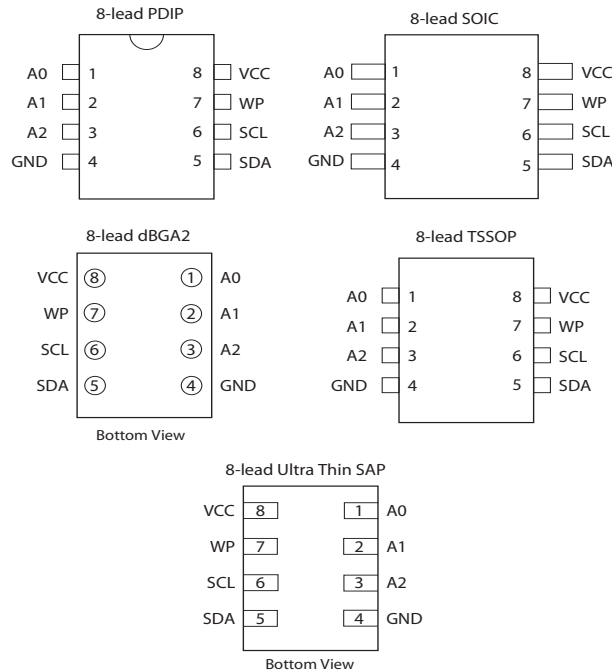 8-lead PDIP
A0 1 8 VCC
A1 2 7 WP
A2 3 6 SCL
GND 4 5 SDA
8-lead SOIC
A0 1 8 VCC
A1 2 7 WP
A2 3 6 SCL
GND 4 5 SDA
8-lead dBGA2
VCC 8 1 A0
WP 7 2 A1
SCL 6 3 A2
SDA 5 4 GND
Bottom View
8-lead TSSOP
A0 1 8 VCC
A1 2 7 WP
A2 3 6 SCL
GND 4 5 SDA
8-lead Ultra Thin SAP
VCC 8 1 A0
WP 7 2 A1
SCL 6 3 A2
SDA 5 4 GND
Bottom View